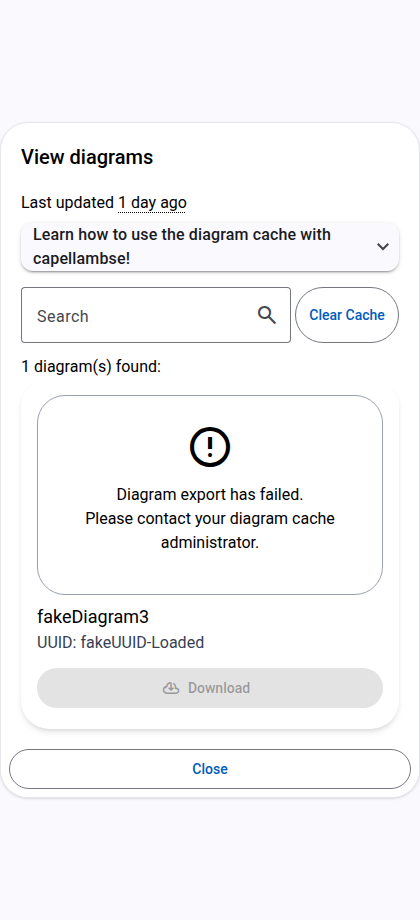 View diagrams
Last updated 1 day ago
Learn how to use the diagram cache with
capellambse!
Search
Clear Cache
1 diagram(s) found:
Diagram export has failed.
Please contact your diagram cache
administrator.
fakeDiagram3
UUID: fakeUUID-Loaded
Download
Close